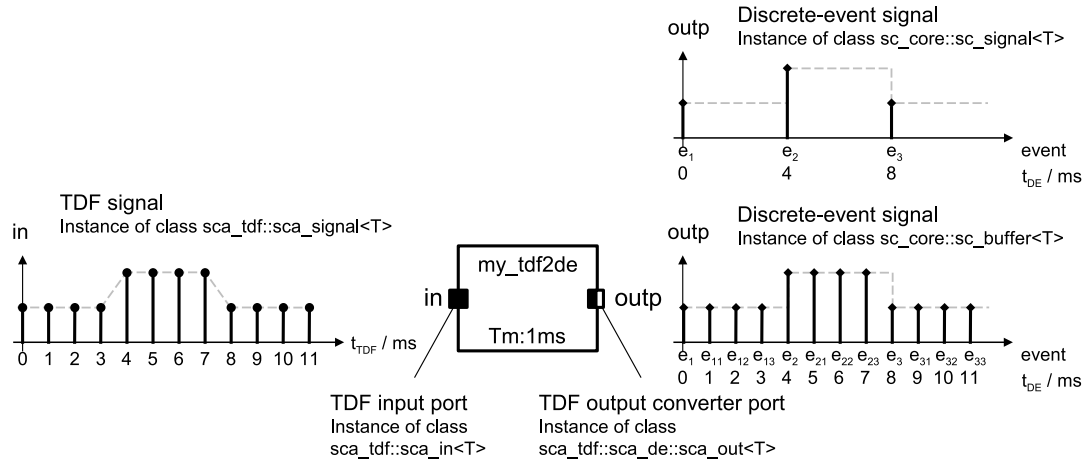 Discrete-event signal
outp Instance of class sc_core::sc_signal<T>
e1 e2 e3 event
0 4 8 tDE / ms
TDF signal
in Instance of class sca_tdf::sca_signal<T>
tTDF / ms
0 1 2 3 4 5 6 7 8 9 10 11
my_tdf2de
in outp
Tm:1ms
Discrete-event signal
outp Instance of class sc_core::sc_buffer<T>
e1 e11 e12 e13 e2 e21 e22 e23 e3 e31 e32 e33 event
0 1 2 3 4 5 6 7 8 9 10 11 tDE / ms
TDF input port
Instance of class
sca_tdf::sca_in<T>
TDF output converter port
Instance of class
sca_tdf::sca_de::sca_out<T>